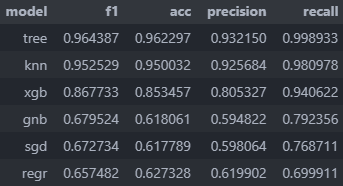 model f1 acc precision recall
tree 0.964387 0.962297 0.932150 0.998933
knn 0.952529 0.950032 0.925684 0.980978
xgb 0.867733 0.853457 0.805327 0.940622
gnb 0.679524 0.618061 0.594822 0.792356
sgd 0.672734 0.617789 0.598064 0.768711
regr 0.657482 0.627328 0.619902 0.699911